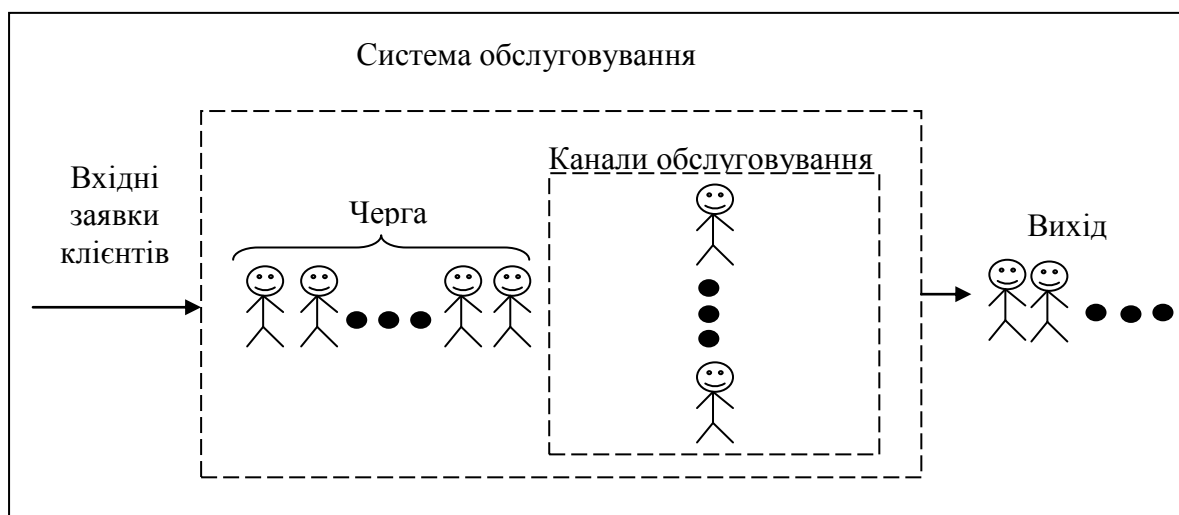 Система обслуговування
Канали обслуговування
Вхідні
заявки
клієнтів
Черга
Вихід